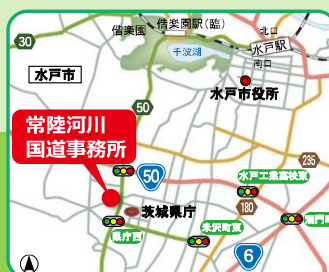 偕楽園
偕楽園駅(臨)
北口
水戸駅
南口
千波湖
30
水戸市
水戸市役所
50
常陸河川
国道事務所
50
235
水戸工業高校東
180
茨城県庁
米沢町東
県庁西
6